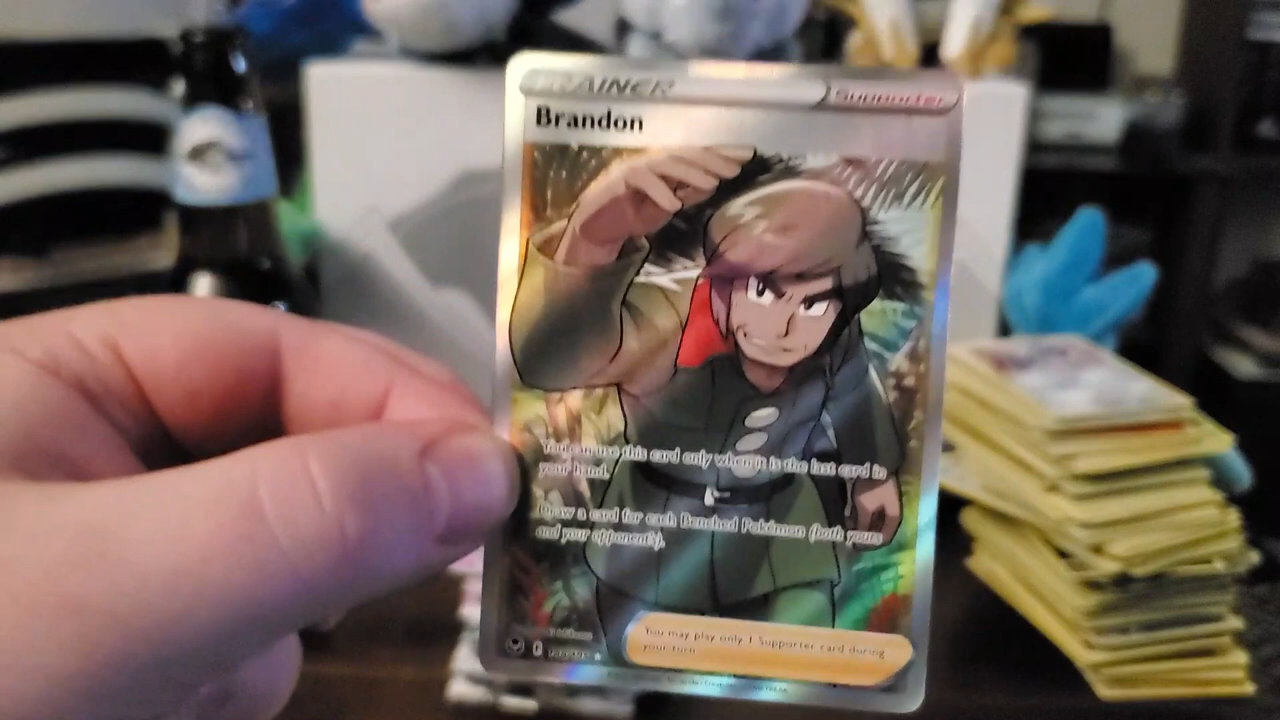 TRAINER
Supporter
Brandon
You can use this card only when it is the last card in
your hand.
Draw a card for each Benched Pokémon (both yours
and your opponent's).
You may play only 1 Supporter card during
your turn.